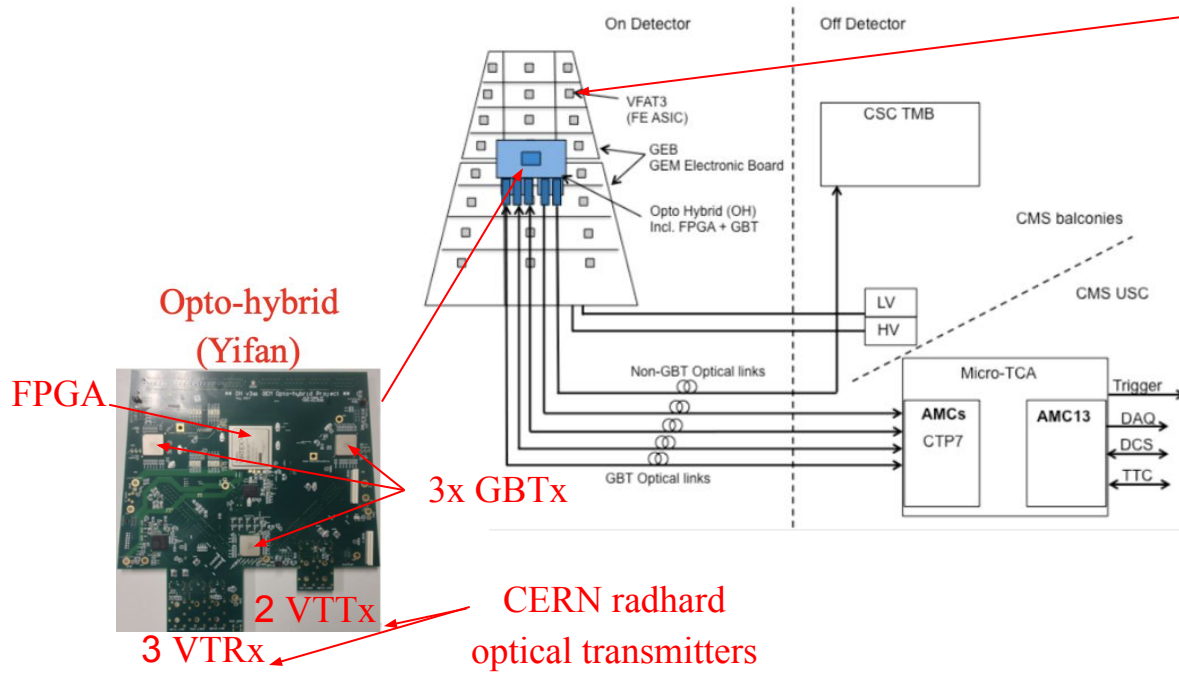 On Detector
Off Detector
VFAT3
(FE ASIC)
CSC TMB
GEB
GEM Electronic Board
Opto Hybrid (OH)
Incl. FPGA + GBT
CMS balconies
CMS USC
LV
HV
Opto-hybrid
(Yifan)
FPGA
Non-GBT Optical links
Micro-TCA
Trigger
AMCs
CTP7
AMC13
DAQ
DCS
TTC
GBT Optical links
3x GBTx
2 VTTx
3 VTRx
CERN radhard
optical transmitters